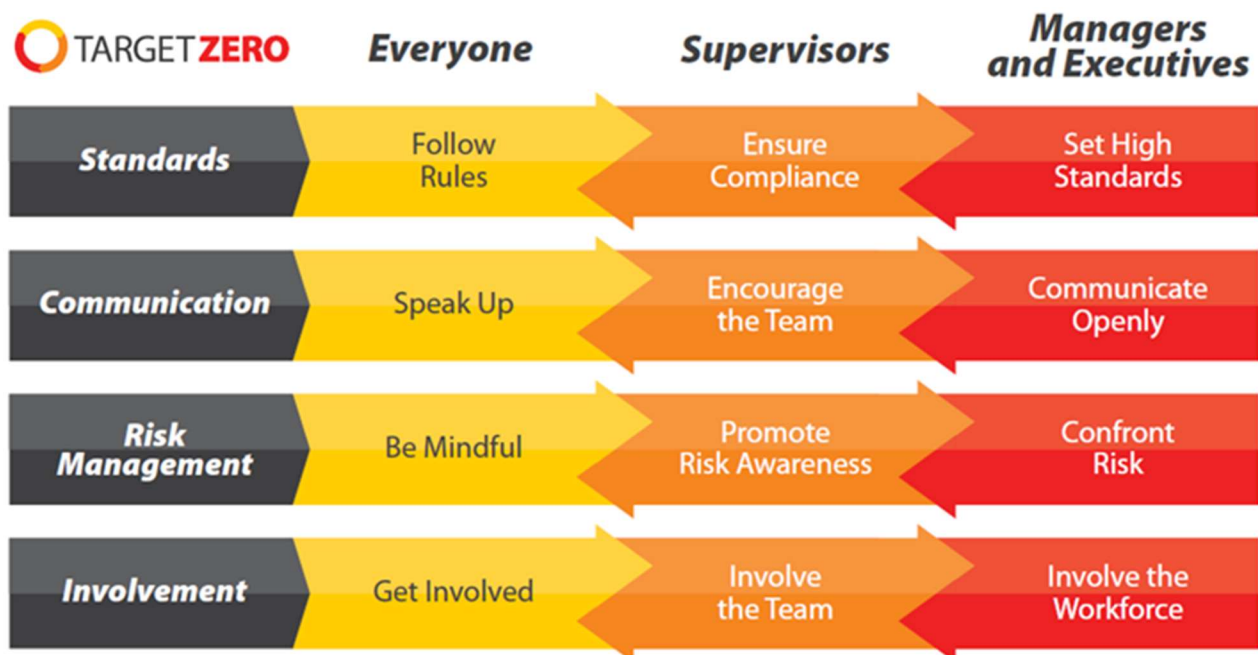 TARGETZERO
Everyone
Supervisors
Managers
and Executives
Standards
Follow
Rules
Ensure
Compliance
Set High
Standards
Communication
Speak Up
Encourage
the Team
Communicate
Openly
Risk
Management
Be Mindful
Promote
Risk Awareness
Confront
Risk
Involvement
Get Involved
Involve
the Team
Involve the
Workforce